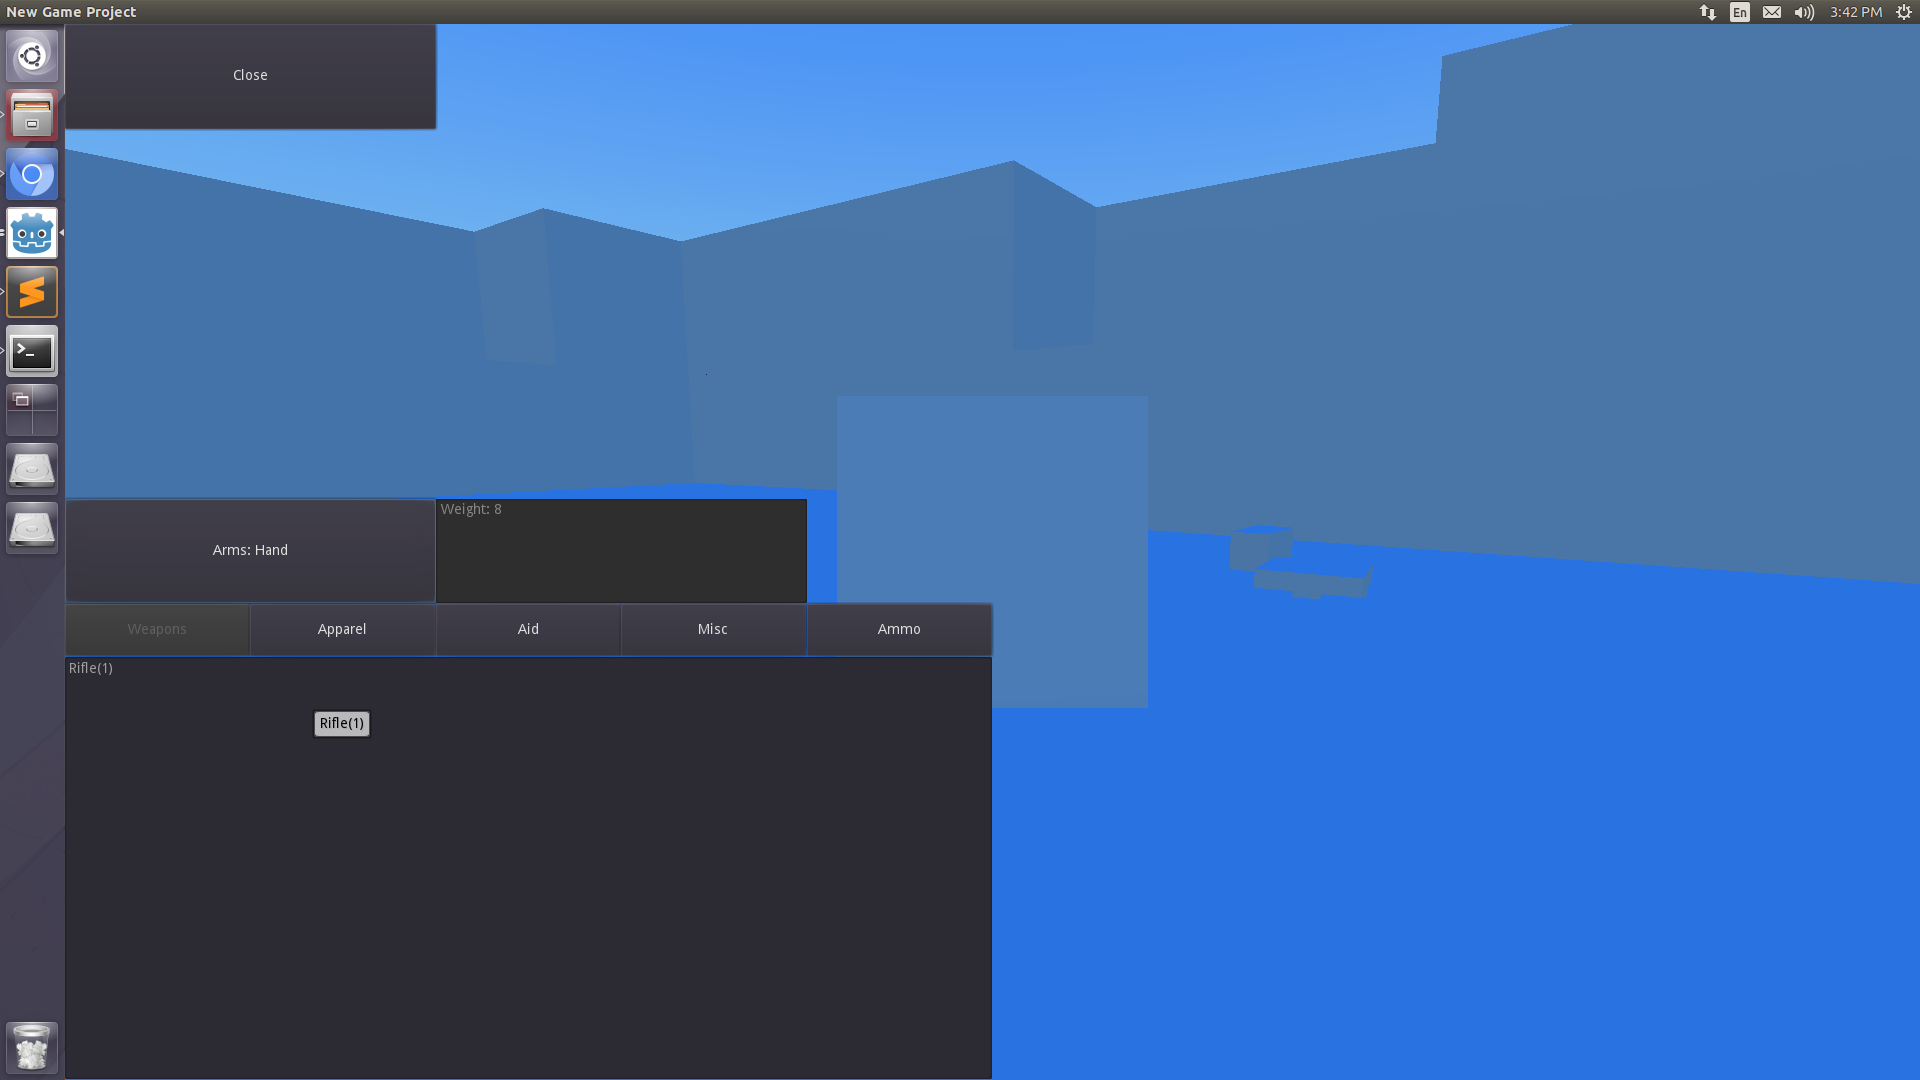 New Game Project
En
3:42 PM
Close
Arms: Hand
Weight: 8
Weapons
Apparel
Aid
Misc
Ammo
Rifle(1)
Rifle(1)